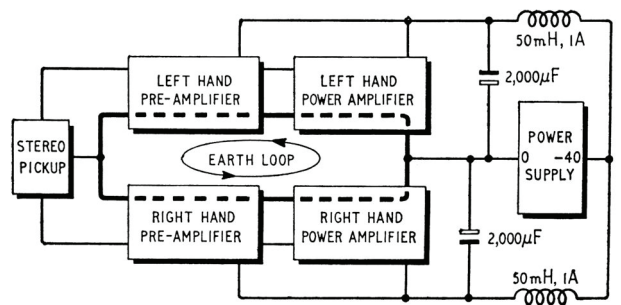 50mH, 1A
LEFT HAND
PRE-AMPLIFIER
LEFT HAND
POWER AMPLIFIER
2,000µF
STEREO
PICKUP
EARTH LOOP
POWER
0 -40
SUPPLY
RIGHT HAND
PRE-AMPLIFIER
RIGHT HAND
POWER AMPLIFIER
2,000µF
50mH, 1A